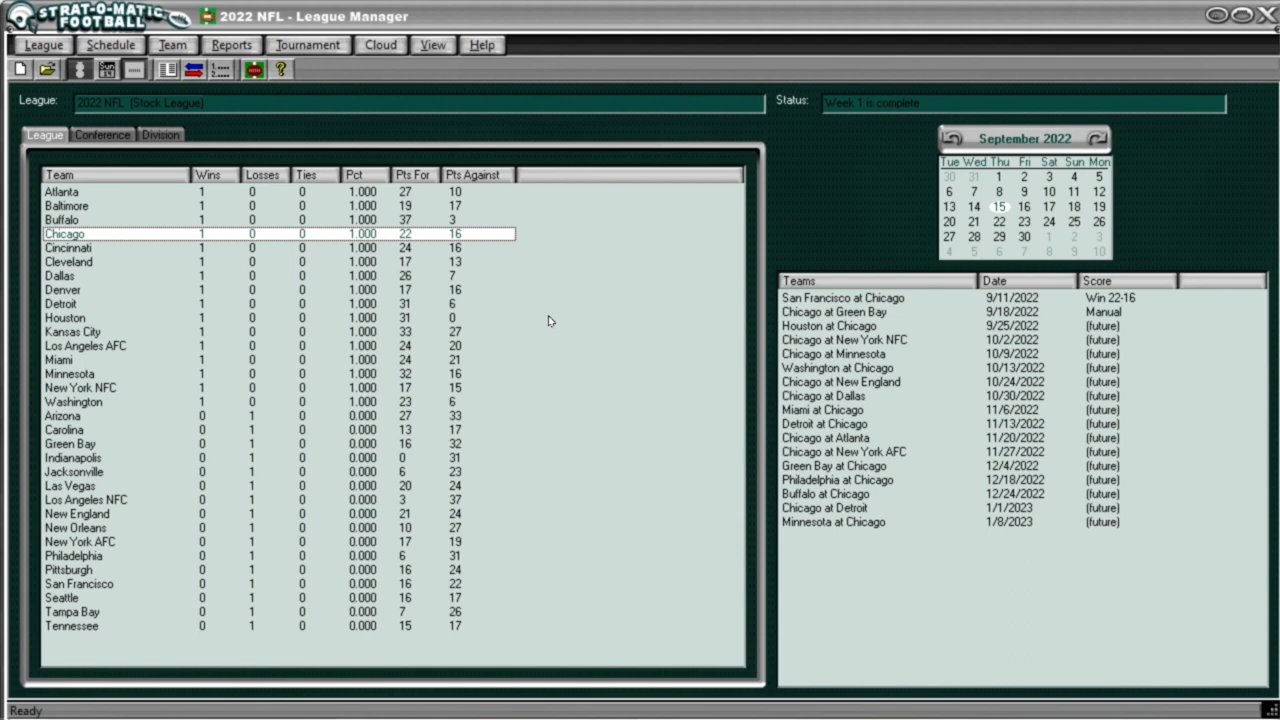 STRAT-O-MATIC FOOTBALL 2022 NFL - League Manager
League Schedule Team Reports Tournament Cloud View Help
League: 2022 NFL (Stock League) Status: Week 1 is complete
League Conference Division
Team Wins Losses Ties Pct Pts For Pts Against
Atlanta 1 0 0 1.000 27 10
Baltimore 1 0 0 1.000 19 17
Buffalo 1 0 0 1.000 37 3
Chicago 1 0 0 1.000 22 16
Cincinnati 1 0 0 1.000 24 16
Cleveland 1 0 0 1.000 17 13
Dallas 1 0 0 1.000 26 7
Denver 1 0 0 1.000 17 16
Detroit 1 0 0 1.000 31 6
Houston 1 0 0 1.000 31 0
Kansas City 1 0 0 1.000 33 27
Los Angeles AFC 1 0 0 1.000 24 20
Miami 1 0 0 1.000 24 21
Minnesota 1 0 0 1.000 32 16
New York NFC 1 0 0 1.000 17 15
Washington 1 0 0 1.000 23 6
Arizona 0 1 0 0.000 27 33
Carolina 0 1 0 0.000 13 17
Green Bay 0 1 0 0.000 16 32
Indianapolis 0 1 0 0.000 0 31
Jacksonville 0 1 0 0.000 6 23
Las Vegas 0 1 0 0.000 20 24
Los Angeles NFC 0 1 0 0.000 3 37
New England 0 1 0 0.000 21 24
New Orleans 0 1 0 0.000 10 27
New York AFC 0 1 0 0.000 17 19
Philadelphia 0 1 0 0.000 6 31
Pittsburgh 0 1 0 0.000 16 24
San Francisco 0 1 0 0.000 16 22
Seattle 0 1 0 0.000 16 17
Tampa Bay 0 1 0 0.000 7 26
Tennessee 0 1 0 0.000 15 17
September 2022
Tue Wed Thu Fri Sat Sun Mon
30 31 1 2 3 4 5
6 7 8 9 10 11 12
13 14 15 16 17 18 19
20 21 22 23 24 25 26
27 28 29 30 1 2 3
4 5 6 7 8 9 10
Teams Date Score
San Francisco at Chicago 9/11/2022 Win 22-16
Chicago at Green Bay 9/18/2022 Manual
Houston at Chicago 9/25/2022 (future)
Chicago at New York NFC 10/2/2022 (future)
Chicago at Minnesota 10/9/2022 (future)
Washington at Chicago 10/13/2022 (future)
Chicago at New England 10/24/2022 (future)
Chicago at Dallas 10/30/2022 (future)
Miami at Chicago 11/6/2022 (future)
Detroit at Chicago 11/13/2022 (future)
Chicago at Atlanta 11/20/2022 (future)
Chicago at New York AFC 11/27/2022 (future)
Green Bay at Chicago 12/4/2022 (future)
Philadelphia at Chicago 12/18/2022 (future)
Buffalo at Chicago 12/24/2022 (future)
Chicago at Detroit 1/1/2023 (future)
Minnesota at Chicago 1/8/2023 (future)
Ready